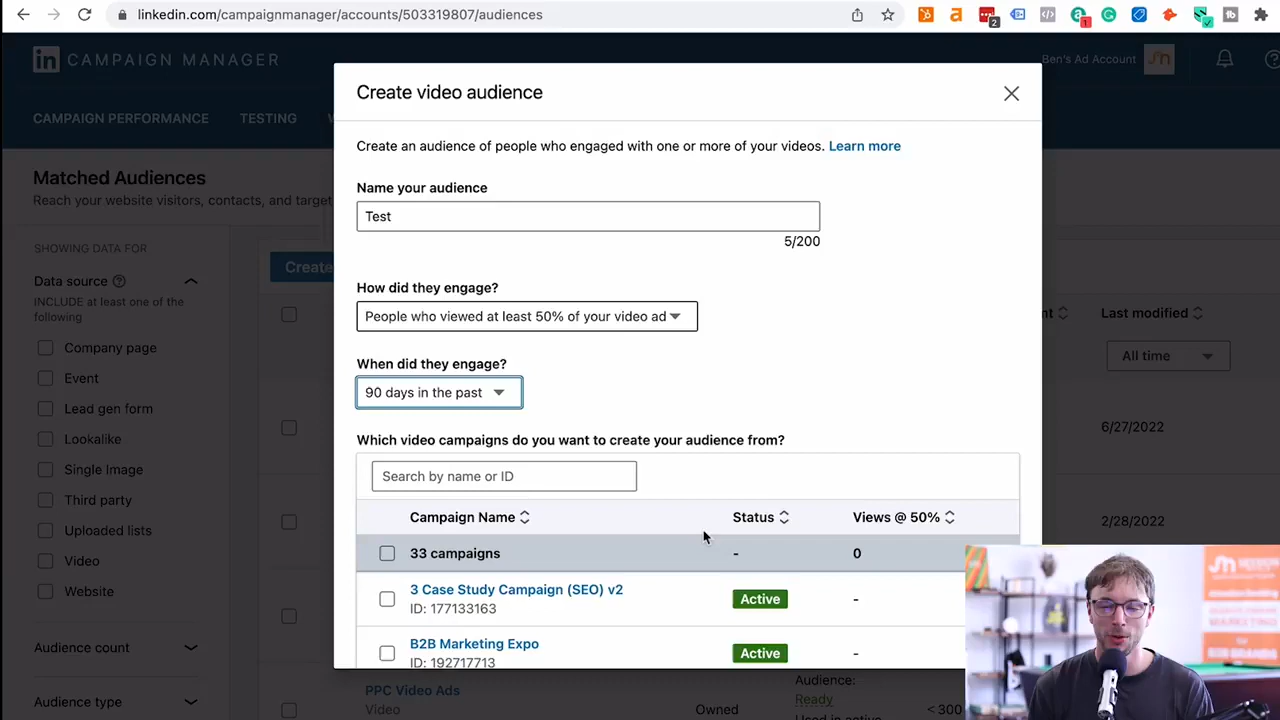 linkedin.com/campaignmanager/accounts/503319807/audiences
2
1
in CAMPAIGN MANAGER
Ben's Ad Account
CAMPAIGN PERFORMANCE
TESTING
Matched Audiences
Reach your website visitors, contacts, and target
SHOWING DATA FOR
Data source
INCLUDE at least one of the
following
Company page
Event
Lead gen form
Lookalike
Single Image
Third party
Uploaded lists
Video
Website
Audience count
Audience type
Create
Create video audience
Create an audience of people who engaged with one or more of your videos. Learn more
Name your audience
Test
5/200
How did they engage?
People who viewed at least 50% of your video ad
When did they engage?
90 days in the past
Which video campaigns do you want to create your audience from?
Search by name or ID
Campaign Name
Status
Views @ 50%
33 campaigns
-
0
3 Case Study Campaign (SEO) v2
ID: 177133163
Active
-
B2B Marketing Expo
ID: 192717713
Active
-
Last modified
All time
6/27/2022
2/28/2022
PPC Video Ads
Video
Owned
Audience:
Ready
Used in active
< 300
MARKETING